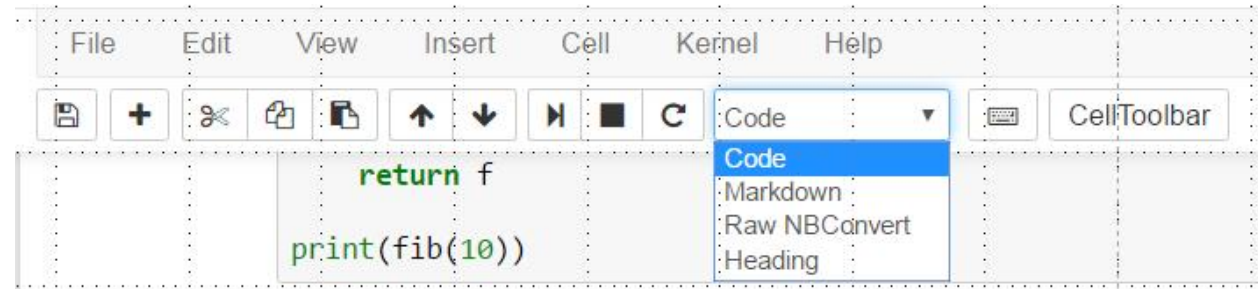 File Edit View Insert Cell Kernel Help
Code CellToolbar
Code
Markdown
Raw NBConvert
Heading
return f
print(fib(10))